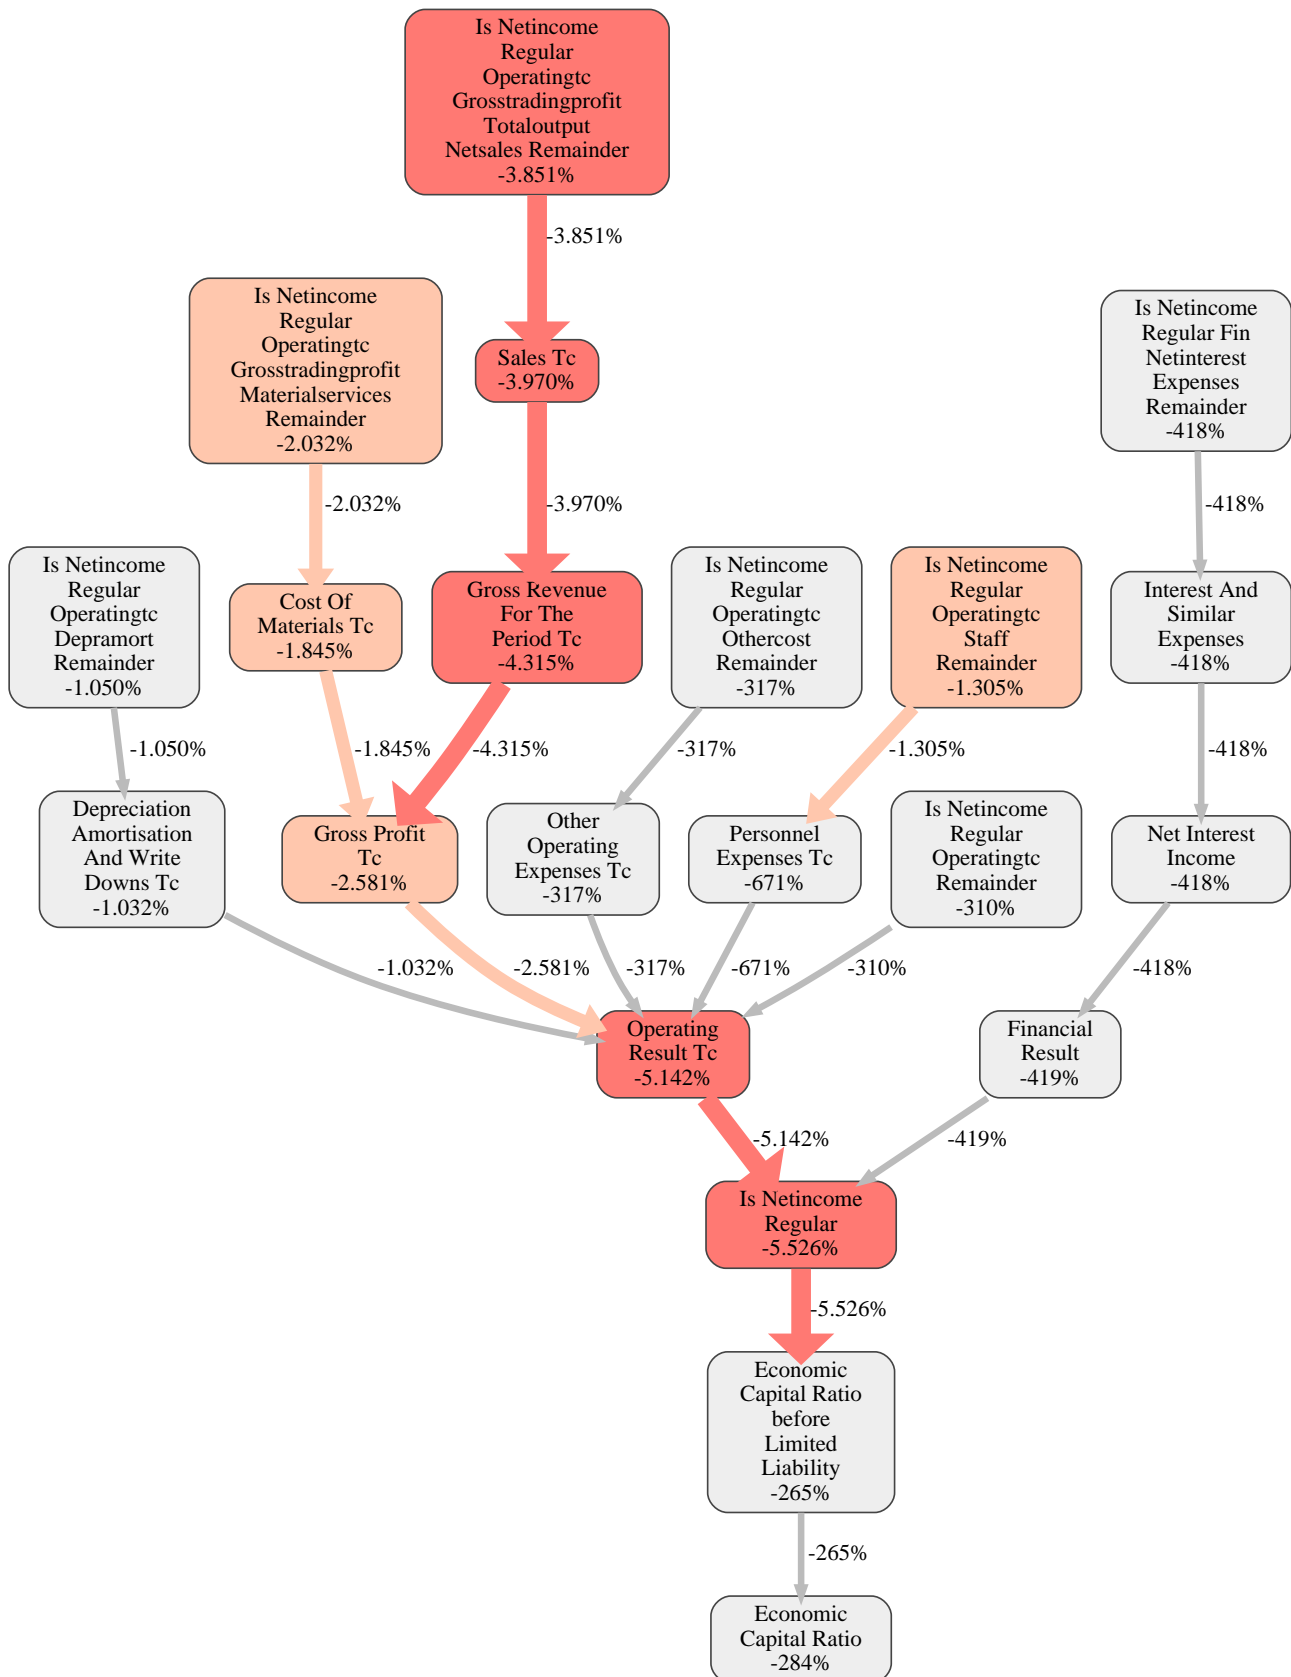 Is Netincome
Regular
Operatingtc
Grosstradingprofit
Totaloutput
Netsales Remainder
-3.851%
-3.851%
Is Netincome
Regular
Operatingtc
Grosstradingprofit
Materialservices
Remainder
-2.032%
Sales Tc
-3.970%
Is Netincome
Regular Fin
Netinterest
Expenses
Remainder
-418%
-2.032%
-3.970%
-418%
Is Netincome
Regular
Operatingtc
Depramort
Remainder
-1.050%
Cost Of
Materials Tc
-1.845%
Gross Revenue
For The
Period Tc
-4.315%
Is Netincome
Regular
Operatingtc
Othercost
Remainder
-317%
Is Netincome
Regular
Operatingtc
Staff
Remainder
-1.305%
Interest And
Similar
Expenses
-418%
-1.050%
-1.845%
-4.315%
-317%
-1.305%
-418%
Depreciation
Amortisation
And Write
Downs Tc
-1.032%
Gross Profit
Tc
-2.581%
Other
Operating
Expenses Tc
-317%
Personnel
Expenses Tc
-671%
Is Netincome
Regular
Operatingtc
Remainder
-310%
Net Interest
Income
-418%
-1.032%
-2.581%
-317%
-671%
-310%
-418%
Operating
Result Tc
-5.142%
Financial
Result
-419%
-5.142%
-419%
Is Netincome
Regular
-5.526%
-5.526%
Economic
Capital Ratio
before
Limited
Liability
-265%
-265%
Economic
Capital Ratio
-284%